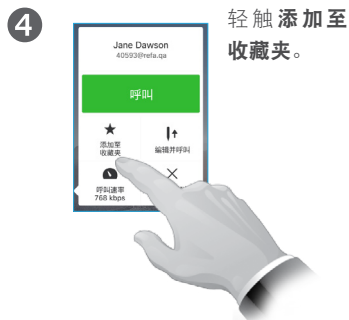 4
轻触添加至
收藏夹。
Jane Dawson
40593@refa.qa
呼叫
添加至
收藏夹
编辑并呼叫
呼叫速率
768 kbps